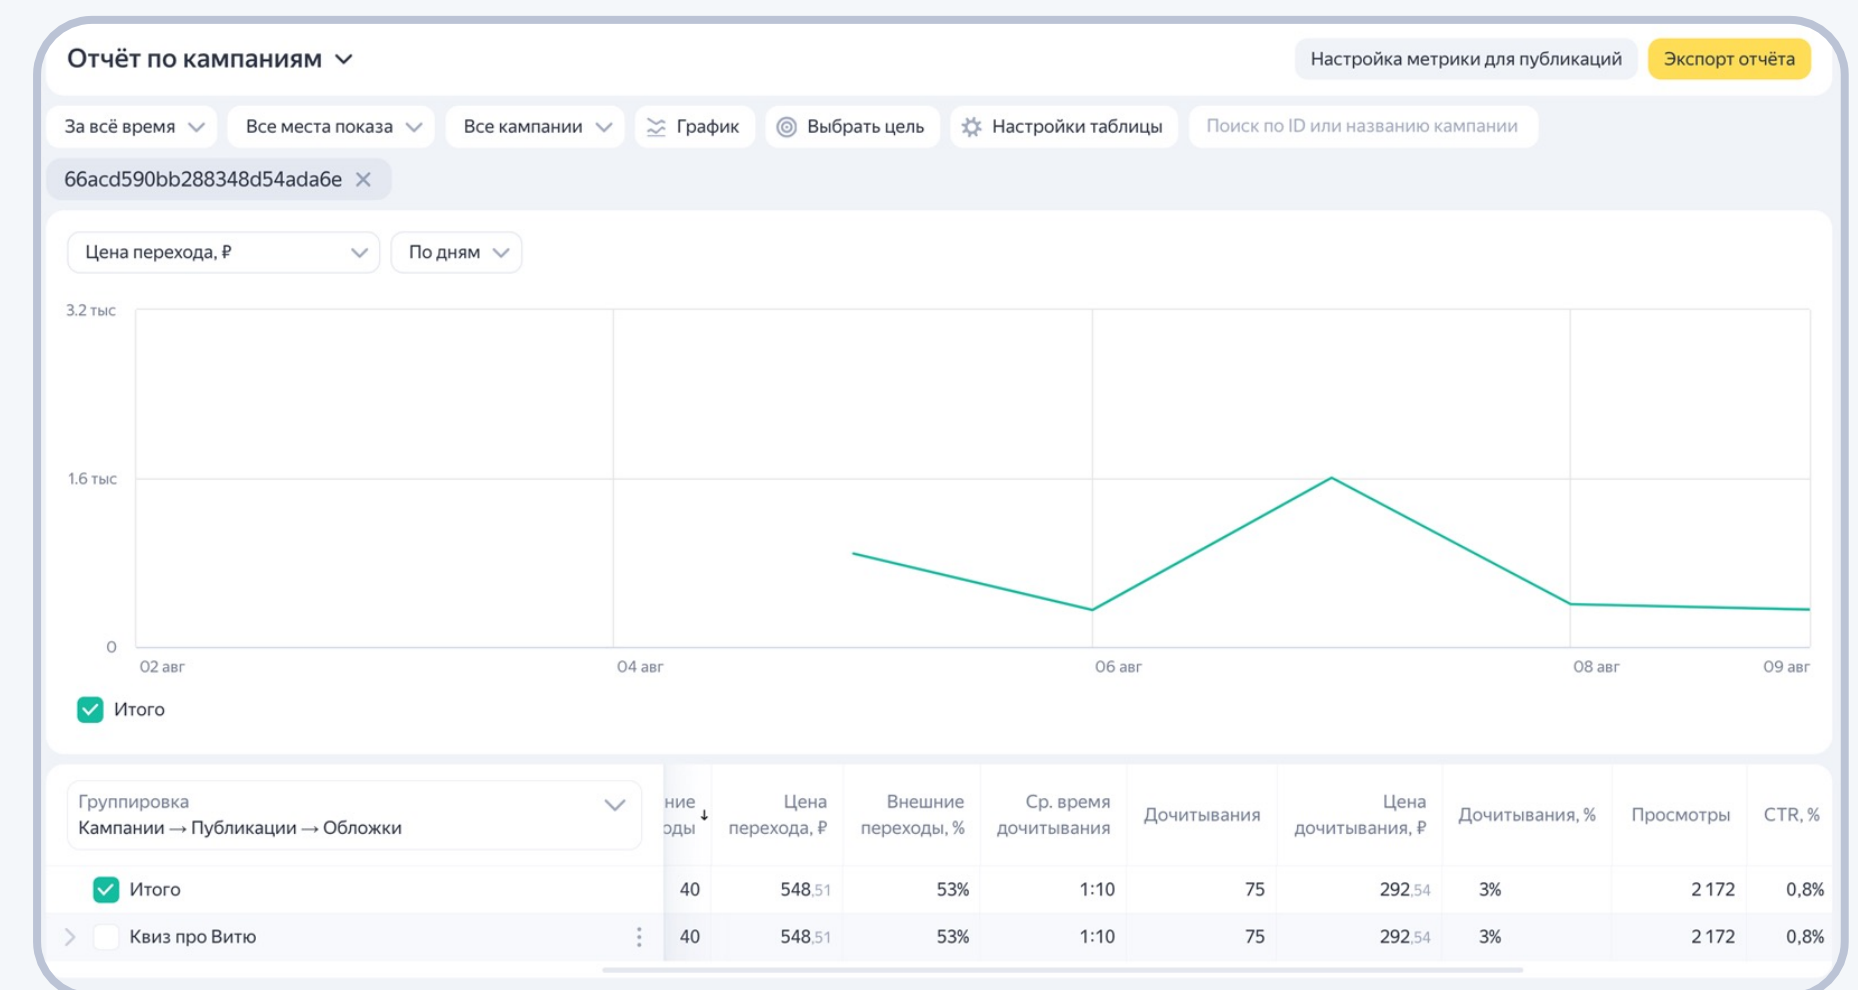 Отчёт по кампаниям
Настройка метрики для публикаций
Экспорт отчёта
За всё время
Все места показа
Все кампании
График
Выбрать цель
Настройки таблицы
Поиск по ID или названию кампании
66acd590bb288348d54ada6e
Цена перехода, ₽
По дням
3.2 тыс
1.6 тыс
0
02 авг
04 авг
06 авг
08 авг
09 авг
Итого
Группировка
Кампании → Публикации → Обложки
ние
оды
Цена
перехода, ₽
Внешние
переходы, %
Ср. время
дочитывания
Дочитывания
Цена
дочитывания, ₽
Дочитывания, %
Просмотры
CTR, %
Итого 40 548,51 53% 1:10 75 292,54 3% 2 172 0,8%
Квиз про Витю 40 548,51 53% 1:10 75 292,54 3% 2 172 0,8%